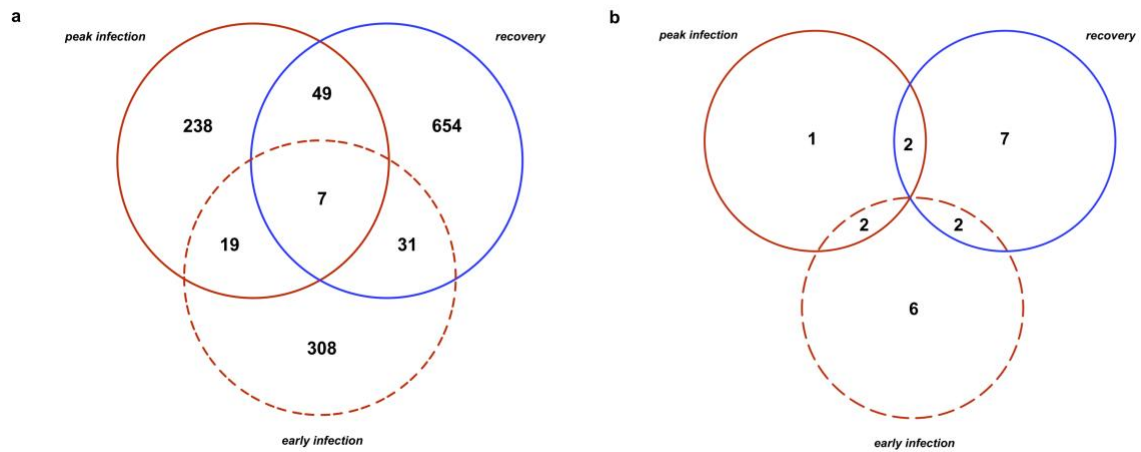 a
peak infection
recovery
49
238
654
7
19
31
308
early infection
b
peak infection
recovery
1
2
7
2
2
6
early infection